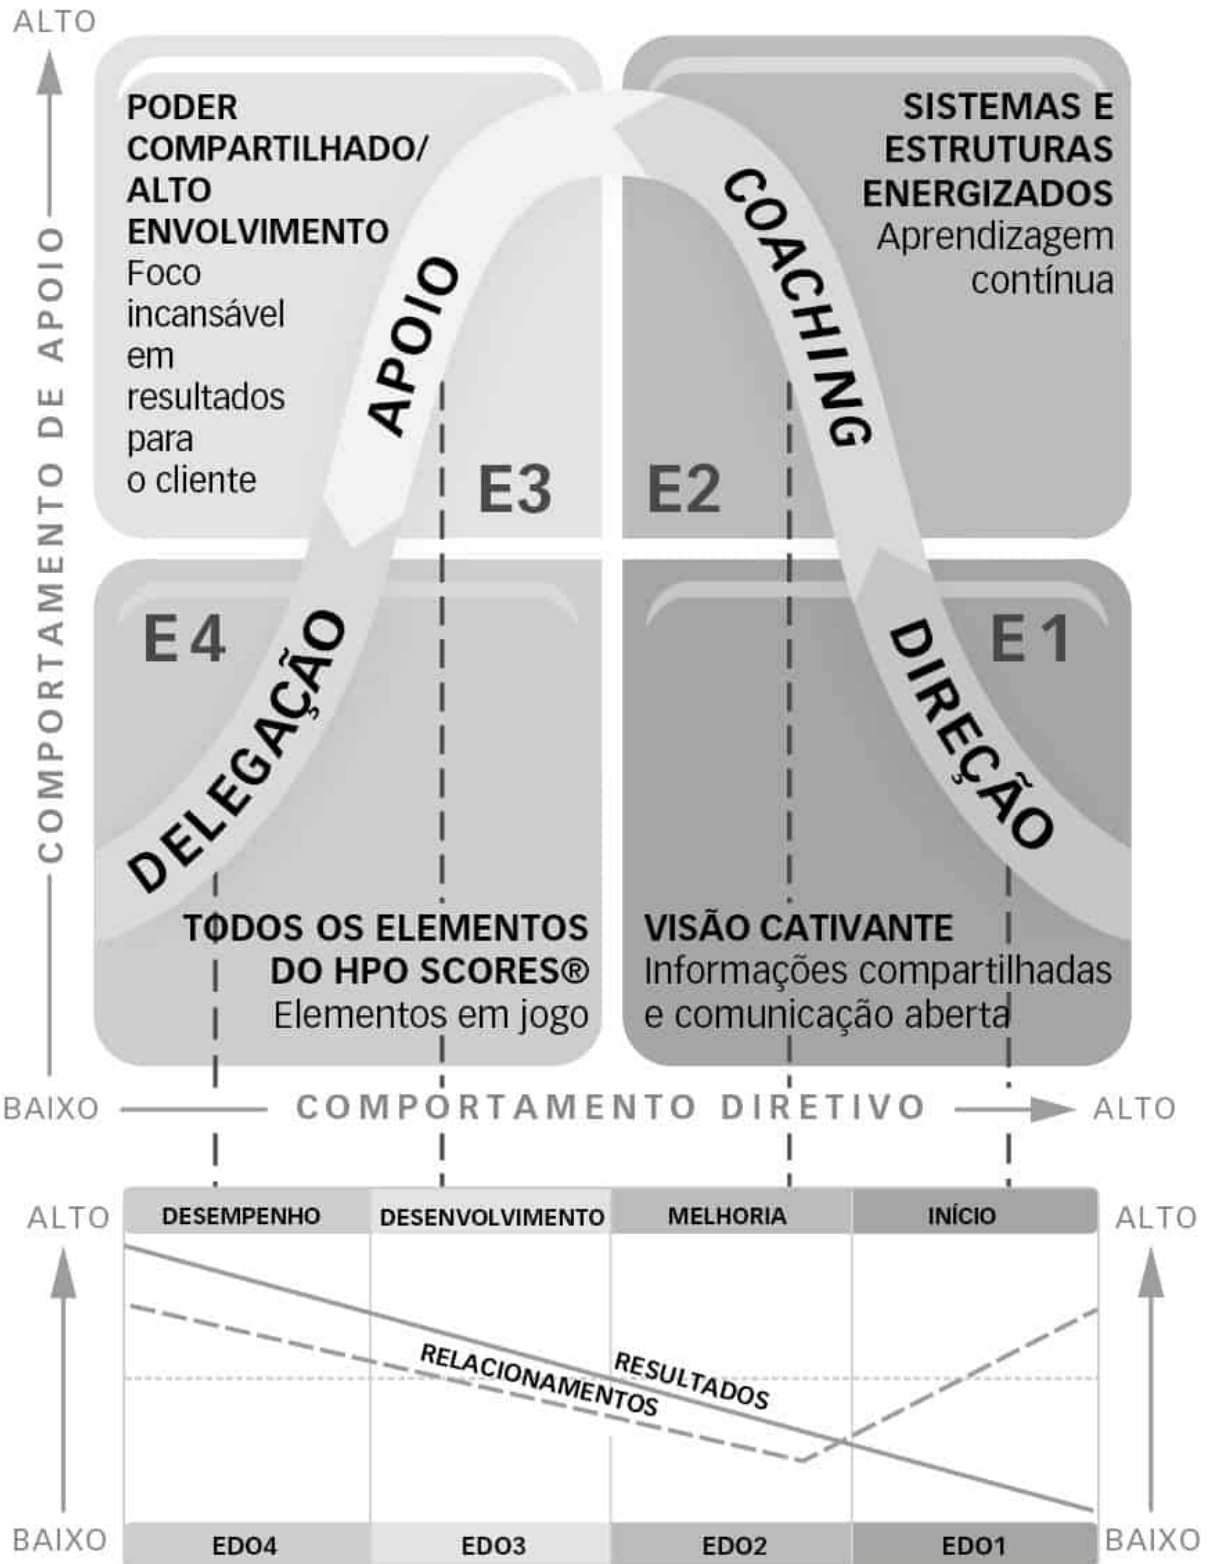 ALTO
PODER
COMPARTILHADO/
ALTO
ENVOLVIMENTO
Foco
incansável
em
resultados
para
o cliente
SISTEMAS E
ESTRUTURAS
ENERGIZADOS
Aprendizagem
contínua
COMPORTAMENTO DE APOIO
APOIO
COACHING
E3
E2
E4
E1
DELEGAÇÃO
DIREÇÃO
TODOS OS ELEMENTOS
DO HPO SCORES®
Elementos em jogo
VISÃO CATIVANTE
Informações compartilhadas
e comunicação aberta
BAIXO
COMPORTAMENTO DIRETIVO
ALTO
ALTO
DESEMPENHO
DESENVOLVIMENTO
MELHORIA
INÍCIO
ALTO
RELACIONAMENTOS
RESULTADOS
BAIXO
EDO4
EDO3
EDO2
EDO1
BAIXO